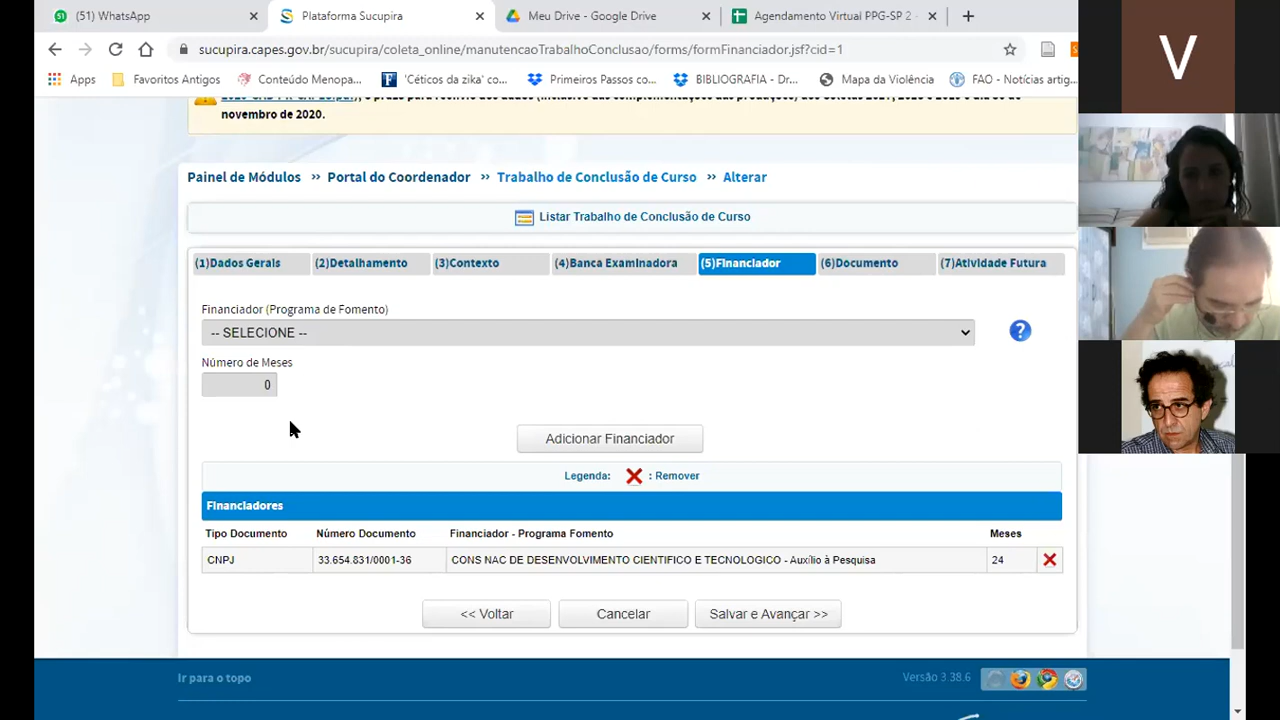 (51) WhatsApp
Plataforma Sucupira
Meu Drive - Google Drive
Agendamento Virtual PPG-SP 2 -
sucupira.capes.gov.br/sucupira/coleta_online/manutencaoTrabalhoConclusao/forms/formFinanciador.jsf?cid=1
Apps
Favoritos Antigos
Conteúdo Menopa...
'Céticos da zika' co...
Primeiros Passos co...
BIBLIOGRAFIA - Dr...
Mapa da Violência
FAO - Notícias artig...
V
novembro de 2020.
Painel de Módulos >> Portal do Coordenador >> Trabalho de Conclusão de Curso >> Alterar
Listar Trabalho de Conclusão de Curso
(1)Dados Gerais (2)Detalhamento (3)Contexto (4)Banca Examinadora (5)Financiador (6)Documento (7)Atividade Futura
Financiador (Programa de Fomento)
-- SELECIONE --
?
Número de Meses
0
Adicionar Financiador
Legenda: : Remover
Financiadores
Tipo Documento Número Documento Financiador - Programa Fomento Meses
CNPJ 33.654.831/0001-36 CONS NAC DE DESENVOLVIMENTO CIENTIFICO E TECNOLOGICO - Auxílio à Pesquisa 24
<< Voltar Cancelar Salvar e Avançar >>
Ir para o topo
Versão 3.38.6